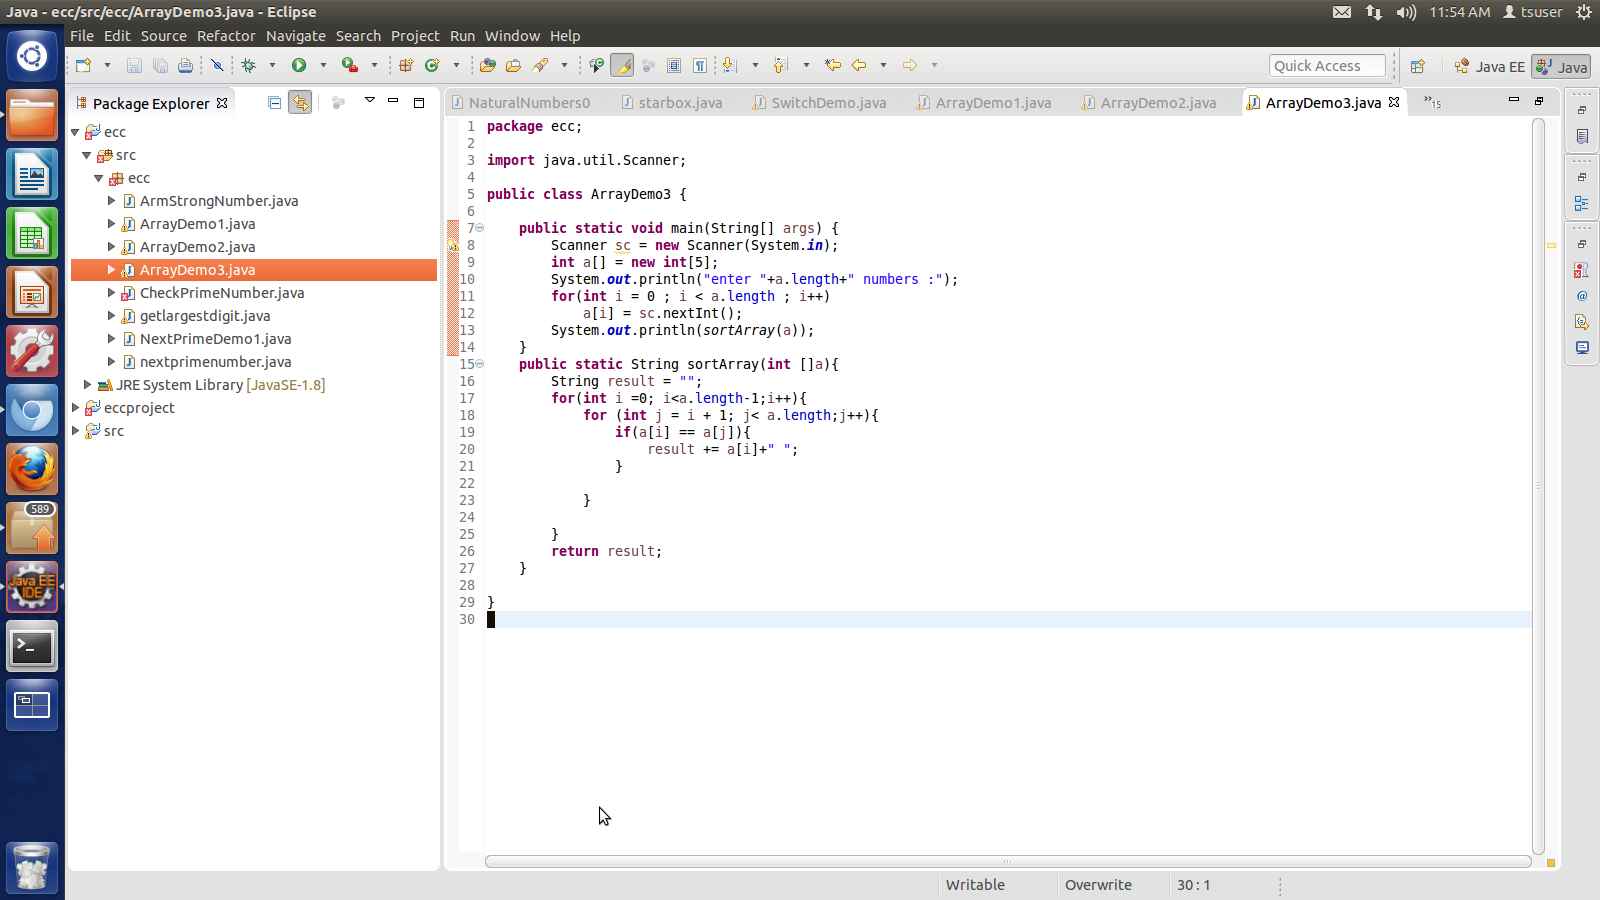 Java - ecc/src/ecc/ArrayDemo3.java - Eclipse
11:54 AM tsuser
File Edit Source Refactor Navigate Search Project Run Window Help
Quick Access
Java EE
Java
Package Explorer
NaturalNumbers0
starbox.java
SwitchDemo.java
ArrayDemo1.java
ArrayDemo2.java
ArrayDemo3.java
»15
ecc
src
ecc
ArmStrongNumber.java
ArrayDemo1.java
ArrayDemo2.java
ArrayDemo3.java
CheckPrimeNumber.java
getlargestdigit.java
NextPrimeDemo1.java
nextprimenumber.java
JRE System Library [JavaSE-1.8]
eccproject
src
589
Java EE
IDE
1 package ecc;
2
3 import java.util.Scanner;
4
5 public class ArrayDemo3 {
6
7 public static void main(String[] args) {
8 Scanner sc = new Scanner(System.in);
9 int a[] = new int[5];
10 System.out.println("enter "+a.length+" numbers :");
11 for(int i = 0 ; i < a.length ; i++)
12 a[i] = sc.nextInt();
13 System.out.println(sortArray(a));
14 }
15 public static String sortArray(int []a){
16 String result = "";
17 for(int i =0; i<a.length-1;i++){
18 for (int j = i + 1; j< a.length;j++){
19 if(a[i] == a[j]){
20 result += a[i]+" ";
21 }
22
23 }
24
25 }
26 return result;
27 }
28
29 }
30
Writable
Overwrite
30 : 1